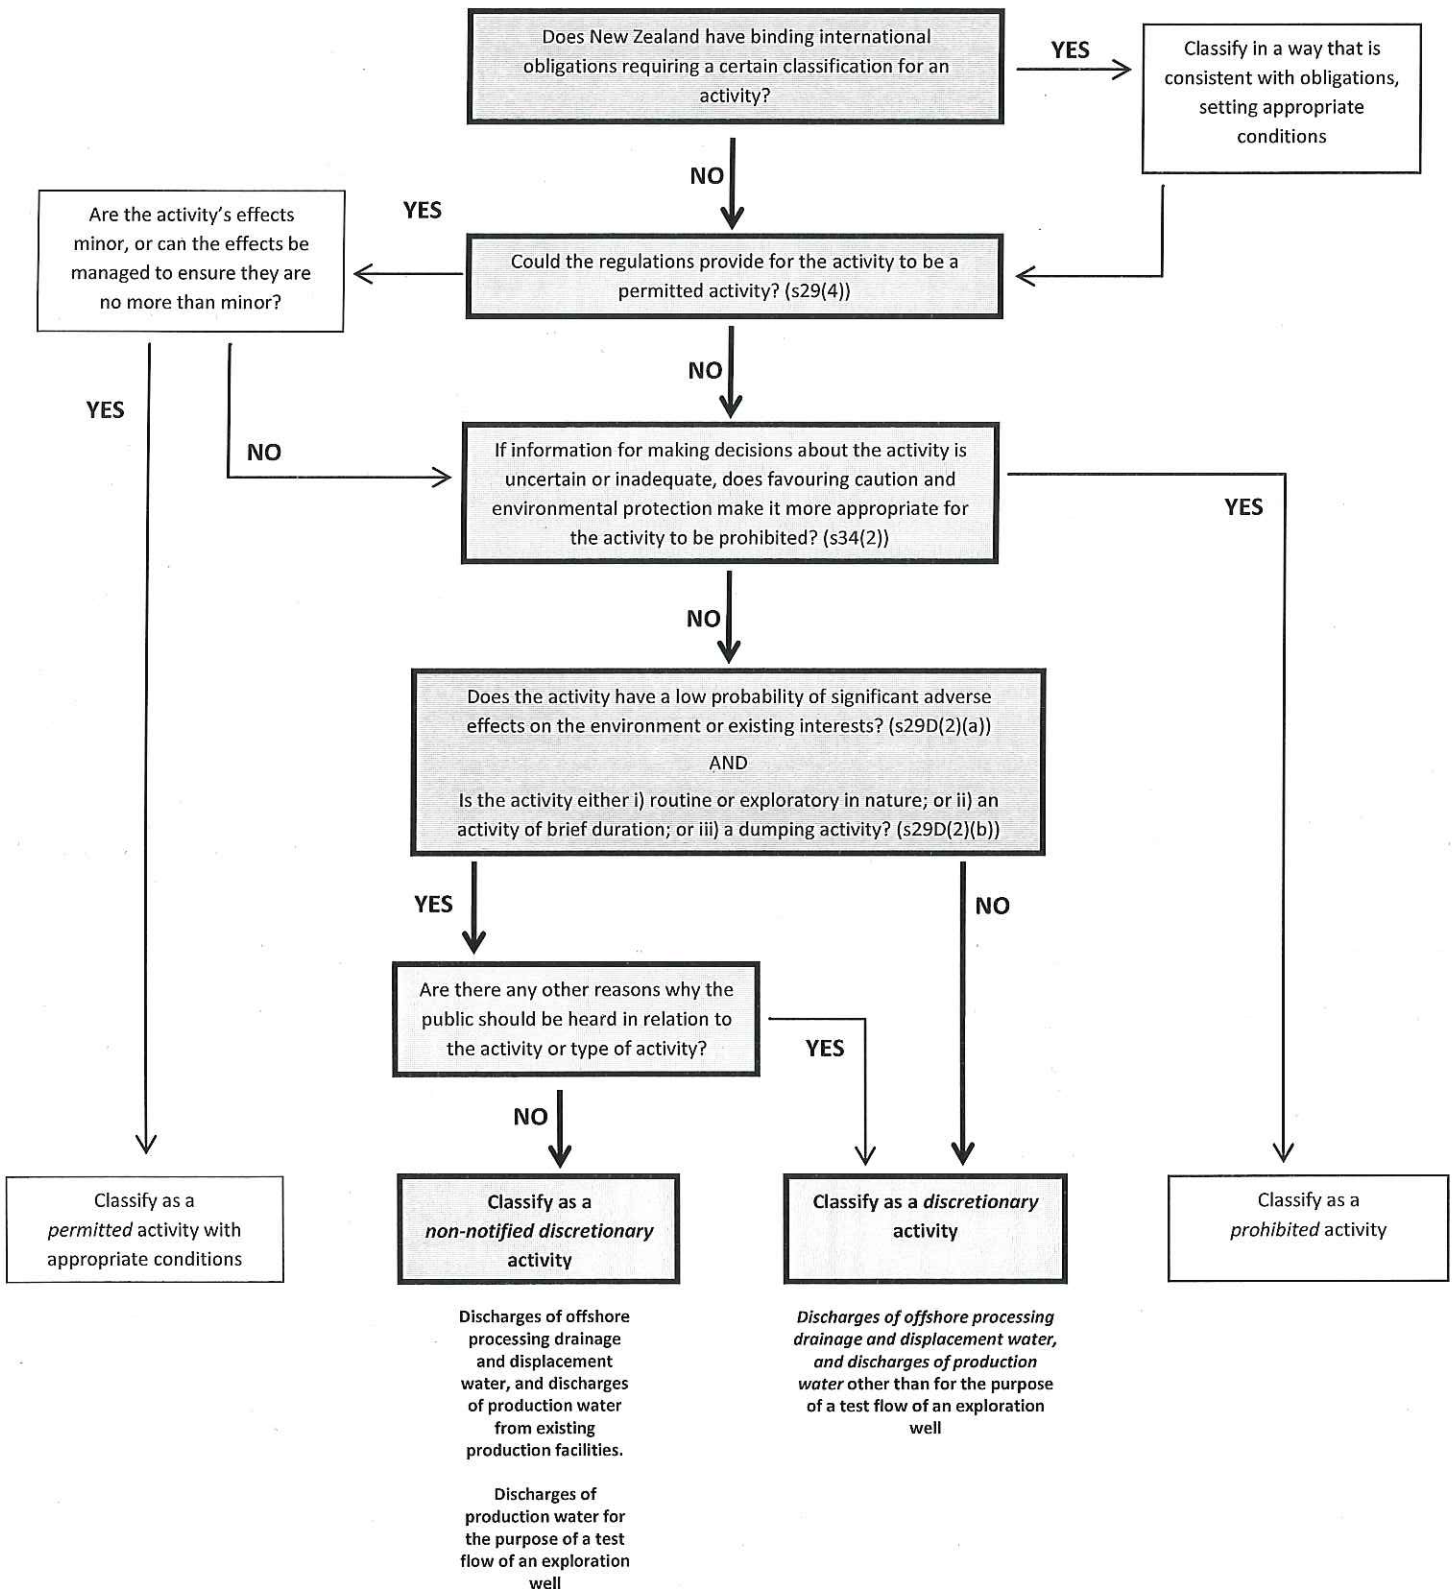 Does New Zealand have binding international
obligations requiring a certain classification for an
activity?
YES
Classify in a way that is
consistent with obligations,
setting appropriate
conditions
NO
Are the activity's effects
minor, or can the effects be
managed to ensure they are
no more than minor?
YES
Could the regulations provide for the activity to be a
permitted activity? (s29(4))
NO
YES
NO
If information for making decisions about the activity is
uncertain or inadequate, does favouring caution and
environmental protection make it more appropriate for
the activity to be prohibited? (s34(2))
YES
NO
Does the activity have a low probability of significant adverse
effects on the environment or existing interests? (s29D(2)(a))
AND
Is the activity either i) routine or exploratory in nature; or ii) an
activity of brief duration; or iii) a dumping activity? (s29D(2)(b))
YES
NO
Are there any other reasons why the
public should be heard in relation to
the activity or type of activity?
YES
NO
Classify as a
permitted activity with
appropriate conditions
Classify as a
non-notified discretionary
activity
Classify as a discretionary
activity
Classify as a
prohibited activity
Discharges of offshore
processing drainage
and displacement
water, and discharges
of production water
from existing
production facilities.
Discharges of
production water for
the purpose of a test
flow of an exploration
well
Discharges of offshore processing
drainage and displacement water,
and discharges of production
water other than for the purpose
of a test flow of an exploration
well